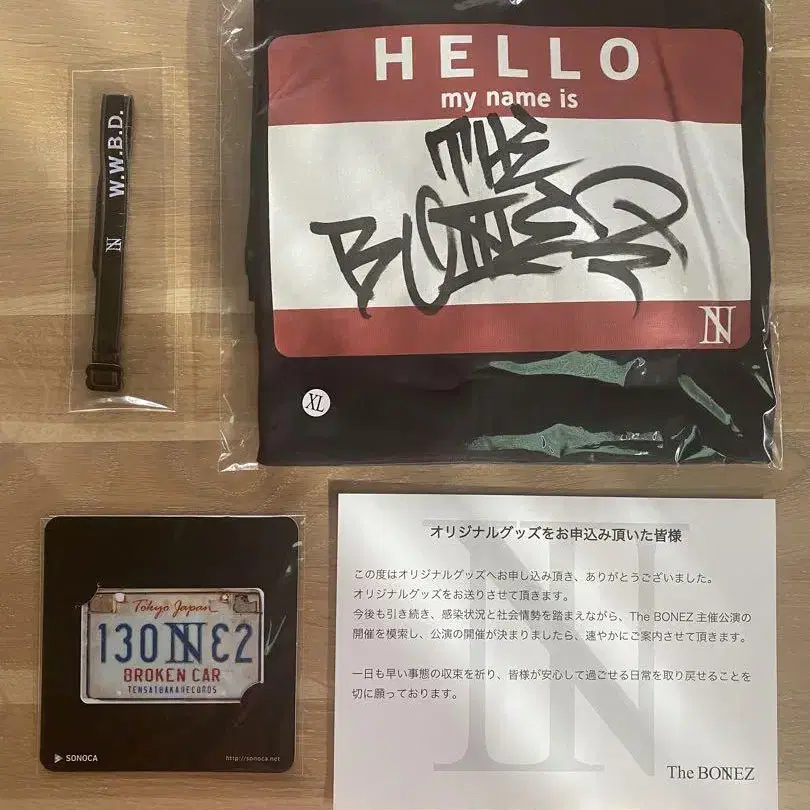 HELLO
my name is
THE
BONEZ
XL
W.W.B.D.
Tokyo Japan
130NE2
BROKEN CAR
TENSAIBAKARECORDS
SONOCA
http://sonoca.net
オリジナルグッズをお申込み頂いた皆様
この度はオリジナルグッズへお申し込み頂き、ありがとうございました。
オリジナルグッズをお送りさせて頂きます。
今後も引き続き、感染状況と社会情勢を踏まえながら、The BONEZ 主催公演の
開催を模索し、公演の開催が決まりましたら、速やかにご案内させて頂きます。
一日も早い事態の収束を祈り、皆様が安心して過ごせる日常を取り戻せることを
切に願っております。
The BONEZ